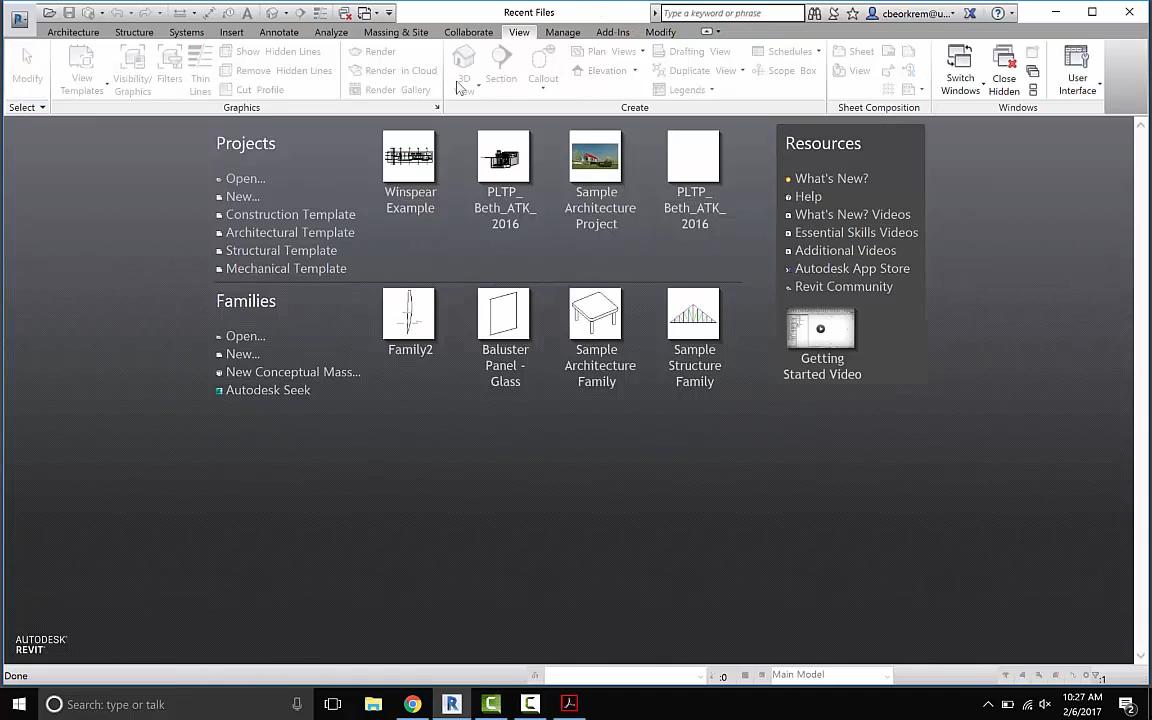 Recent Files
Type a keyword or phrase
cbeorkrem@u...
Architecture Structure Systems Insert Annotate Analyze Massing & Site Collaborate View Manage Add-Ins Modify
Modify
View Templates
Visibility/ Graphics
Filters
Thin Lines
Show Hidden Lines
Remove Hidden Lines
Cut Profile
Render
Render in Cloud
Render Gallery
3D View
Section
Callout
Plan Views
Elevation
Drafting View
Duplicate View
Legends
Schedules
Scope Box
Sheet
View
Switch Windows
Close Hidden
User Interface
Select
Graphics
Create
Sheet Composition
Windows
Projects
Open...
New...
Construction Template
Architectural Template
Structural Template
Mechanical Template
Winspear Example
PLTP_ Beth_ATK_ 2016
Sample Architecture Project
PLTP_ Beth_ATK_ 2016
Families
Open...
New...
New Conceptual Mass...
Autodesk Seek
Family2
Baluster Panel - Glass
Sample Architecture Family
Sample Structure Family
Resources
What's New?
Help
What's New? Videos
Essential Skills Videos
Additional Videos
Autodesk App Store
Revit Community
Getting Started Video
AUTODESK®
REVIT®
Done
:0
Main Model
:1
Search: type or task
10:27 AM
2/6/2017
2